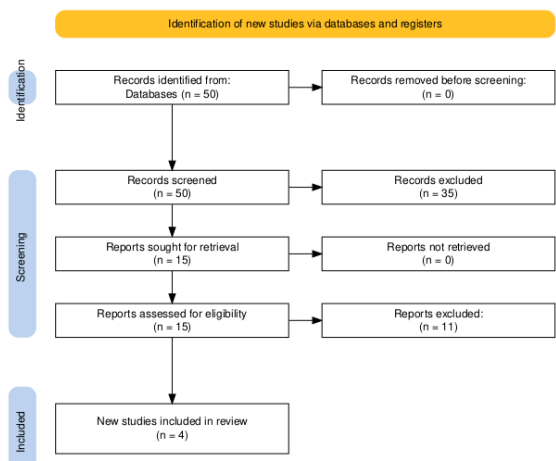 Identification of new studies via databases and registers
Identification
Records identified from:
Databases (n = 50)
Records removed before screening:
(n = 0)
Screening
Records screened
(n = 50)
Records excluded
(n = 35)
Reports sought for retrieval
(n = 15)
Reports not retrieved
(n = 0)
Reports assessed for eligibility
(n = 15)
Reports excluded:
(n = 11)
Included
New studies included in review
(n = 4)